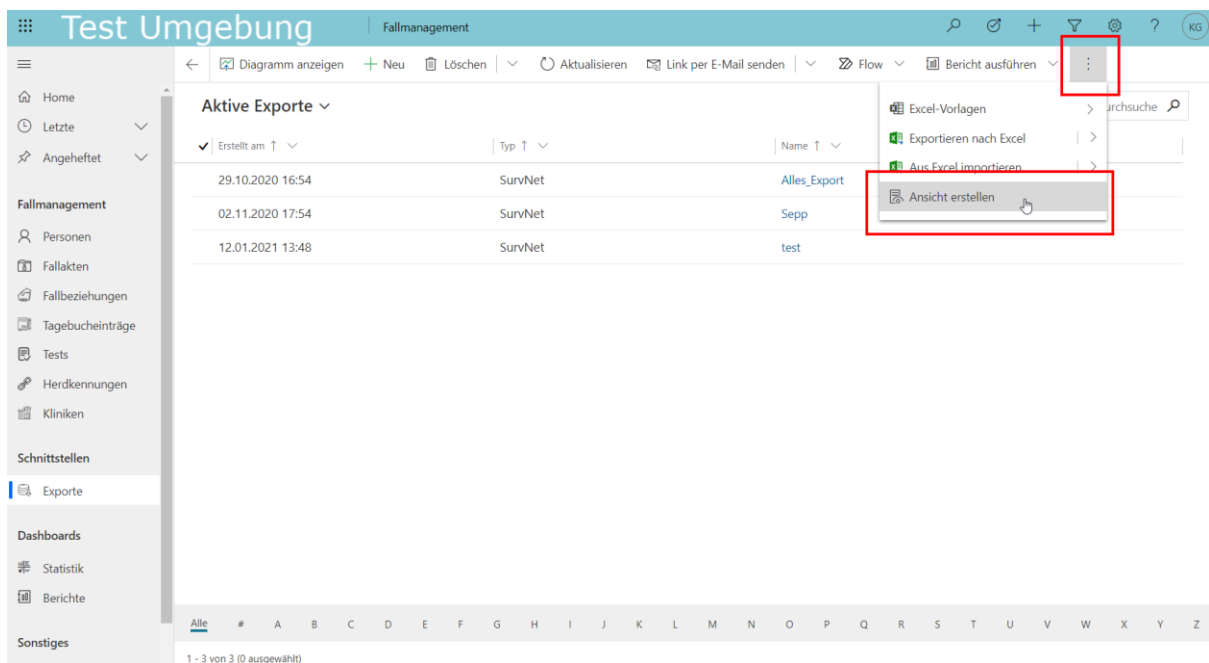 Test Umgebung
Fallmanagement
?
KG
Diagramm anzeigen
Neu
Löschen
Aktualisieren
Link per E-Mail senden
Flow
Bericht ausführen
Home
Letzte
Angeheftet
Fallmanagement
Personen
Fallakten
Fallbeziehungen
Tagebucheinträge
Tests
Herdkennungen
Kliniken
Schnittstellen
Exporte
Dashboards
Statistik
Berichte
Sonstiges
Aktive Exporte
Erstellt am ↑ Typ ↑ Name ↑
29.10.2020 16:54 SurvNet Alles_Export
02.11.2020 17:54 SurvNet Sepp
12.01.2021 13:48 SurvNet test
Excel-Vorlagen
Exportieren nach Excel
Aus Excel importieren
Ansicht erstellen
Alle # A B C D E F G H I J K L M N O P Q R S T U V W X Y Z
1 - 3 von 3 (0 ausgewählt)